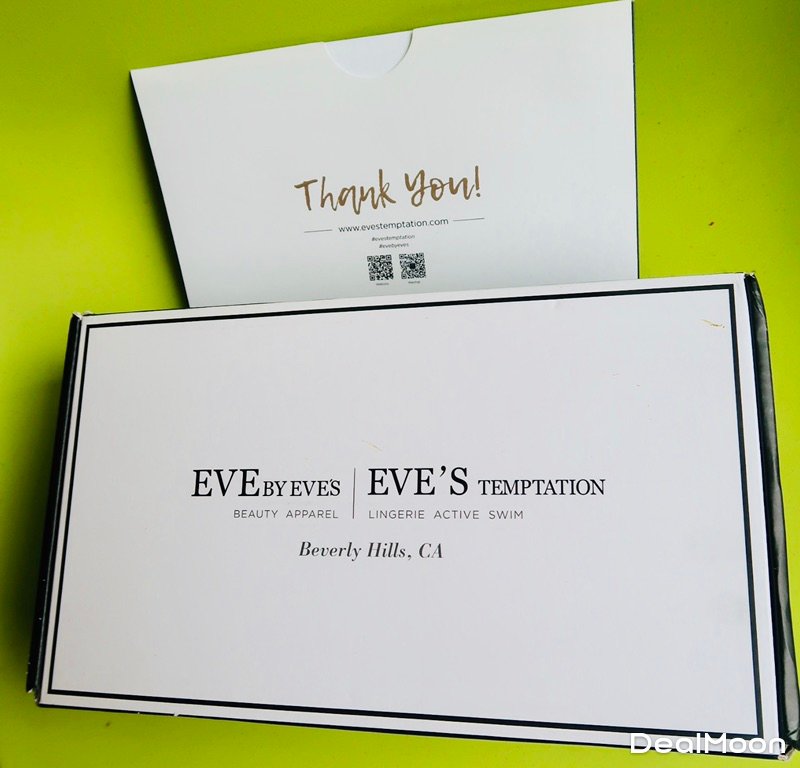 Thank You!
www.evestemptation.com
#evestemptation
#evebyeves
EVE BY EVE'S | EVE'S TEMPTATION
BEAUTY APPAREL | LINGERIE ACTIVE SWIM
Beverly Hills, CA
DealMoon